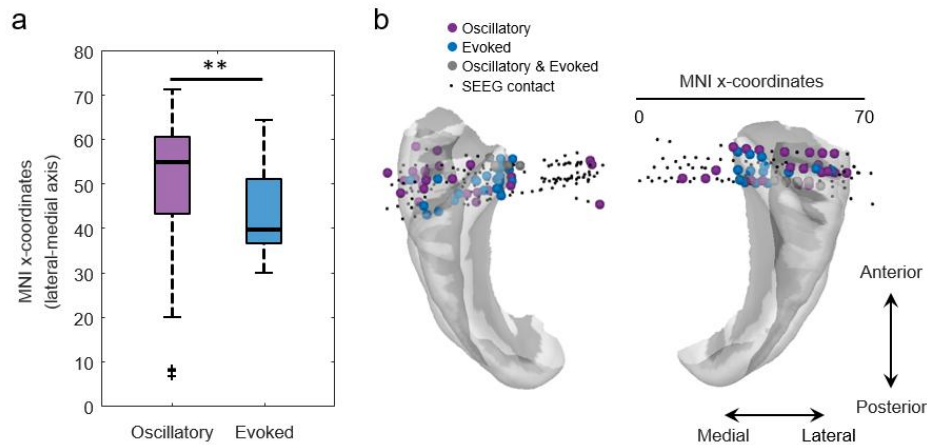 a
80
70
60
50
40
30
20
10
0
MNI x-coordinates
(lateral-medial axis)
**
Oscillatory Evoked
b
Oscillatory
Evoked
Oscillatory & Evoked
SEEG contact
MNI x-coordinates
0 70
Anterior
Posterior
Medial Lateral